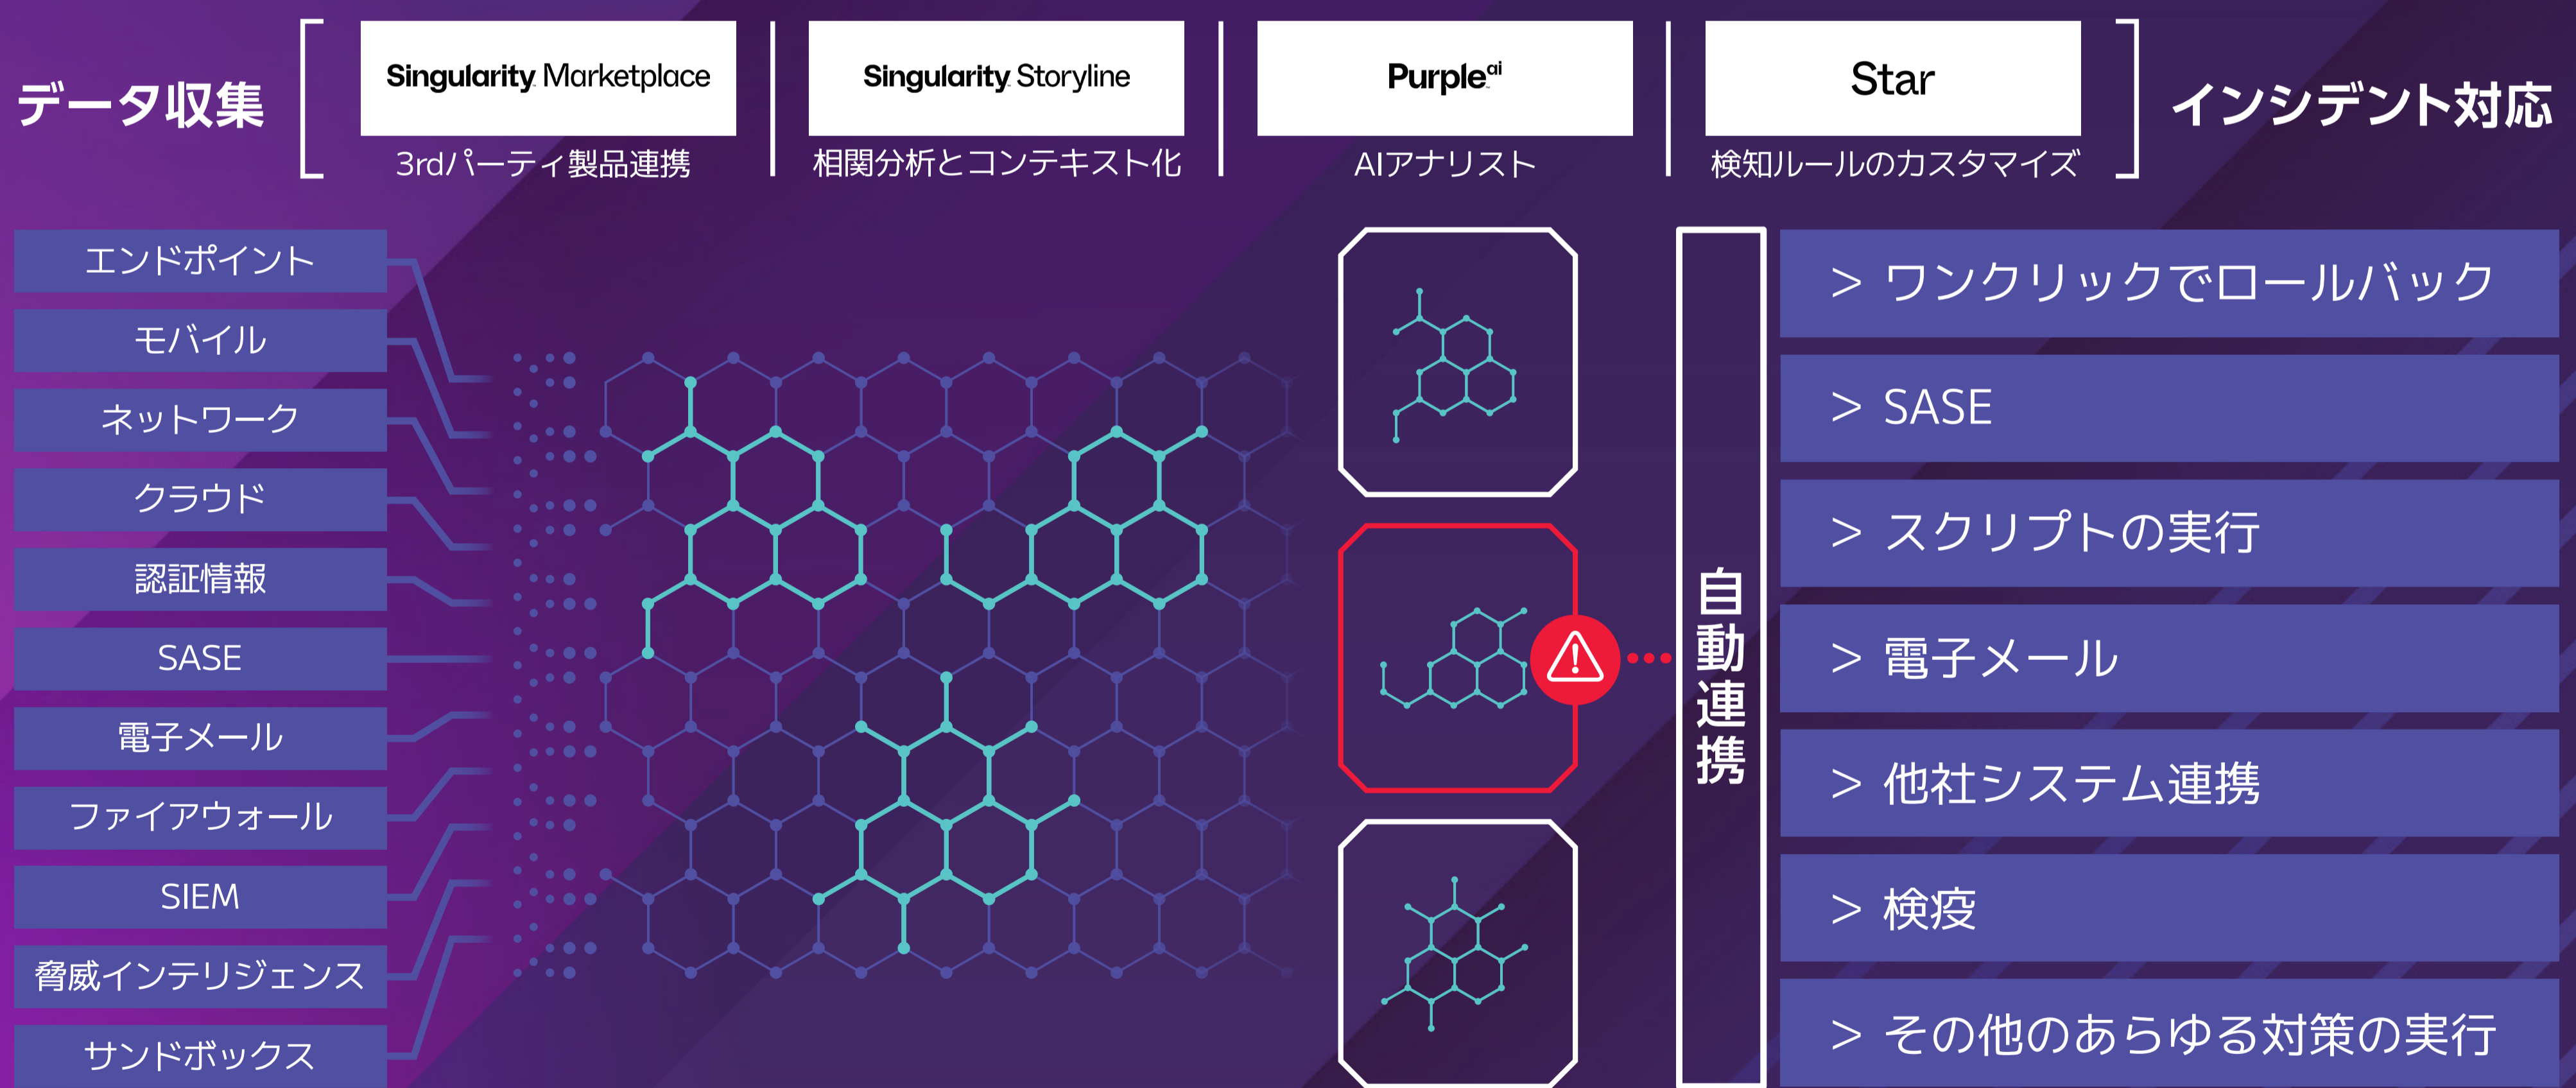 データ収集
Singularity Marketplace
3rdパーティ製品連携
Singularity Storyline
相関分析とコンテキスト化
Purple ai
AIアナリスト
Star
検知ルールのカスタマイズ
インシデント対応
エンドポイント
モバイル
ネットワーク
クラウド
認証情報
SASE
電子メール
ファイアウォール
SIEM
脅威インテリジェンス
サンドボックス
自動連携
> ワンクリックでロールバック
> SASE
> スクリプトの実行
> 電子メール
> 他社システム連携
> 検疫
> その他のあらゆる対策の実行